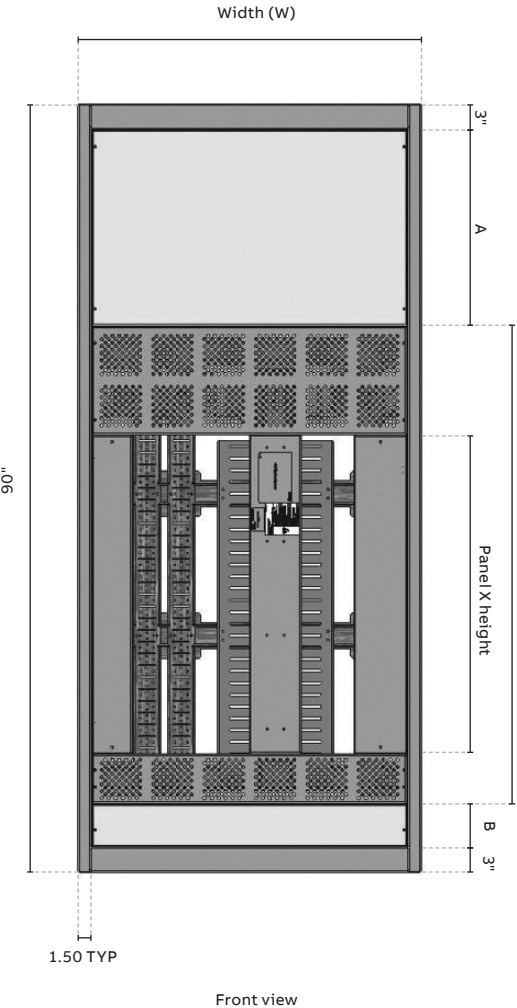 Width (W)
3"
A
90"
Panel X height
B
3"
1.50 TYP
Front view